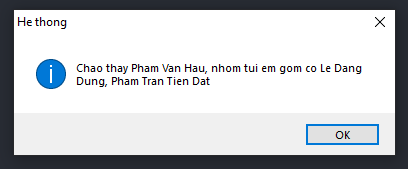 He thong
Chao thay Pham Van Hau, nhom tui em gom co Le Dang
Dung, Pham Tran Tien Dat
OK